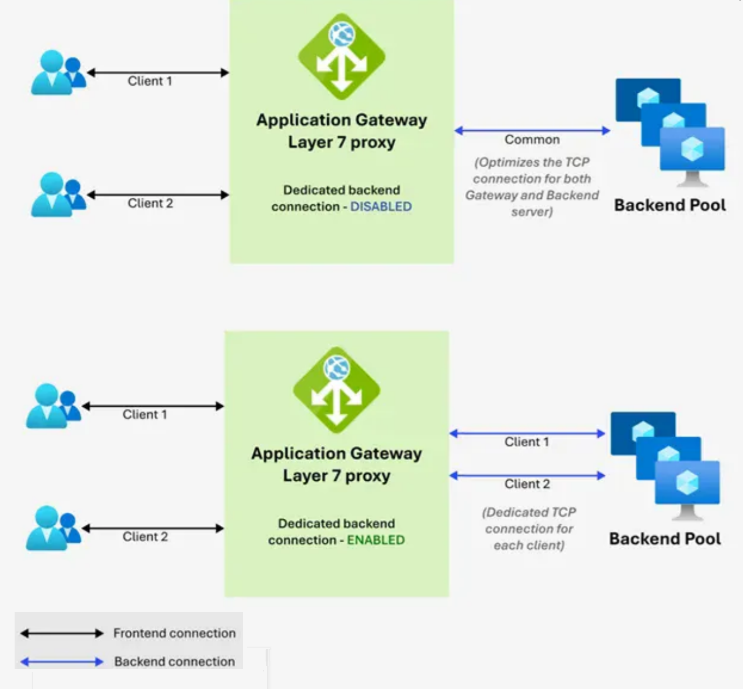 Client 1
Application Gateway
Layer 7 proxy
Common
Client 2
Dedicated backend
connection - DISABLED
(Optimizes the TCP
connection for both
Gateway and Backend
server)
Backend Pool
Client 1
Application Gateway
Layer 7 proxy
Client 1
Client 2
Client 2
Dedicated backend
connection - ENABLED
(Dedicated TCP
connection for
each client)
Backend Pool
Frontend connection
Backend connection